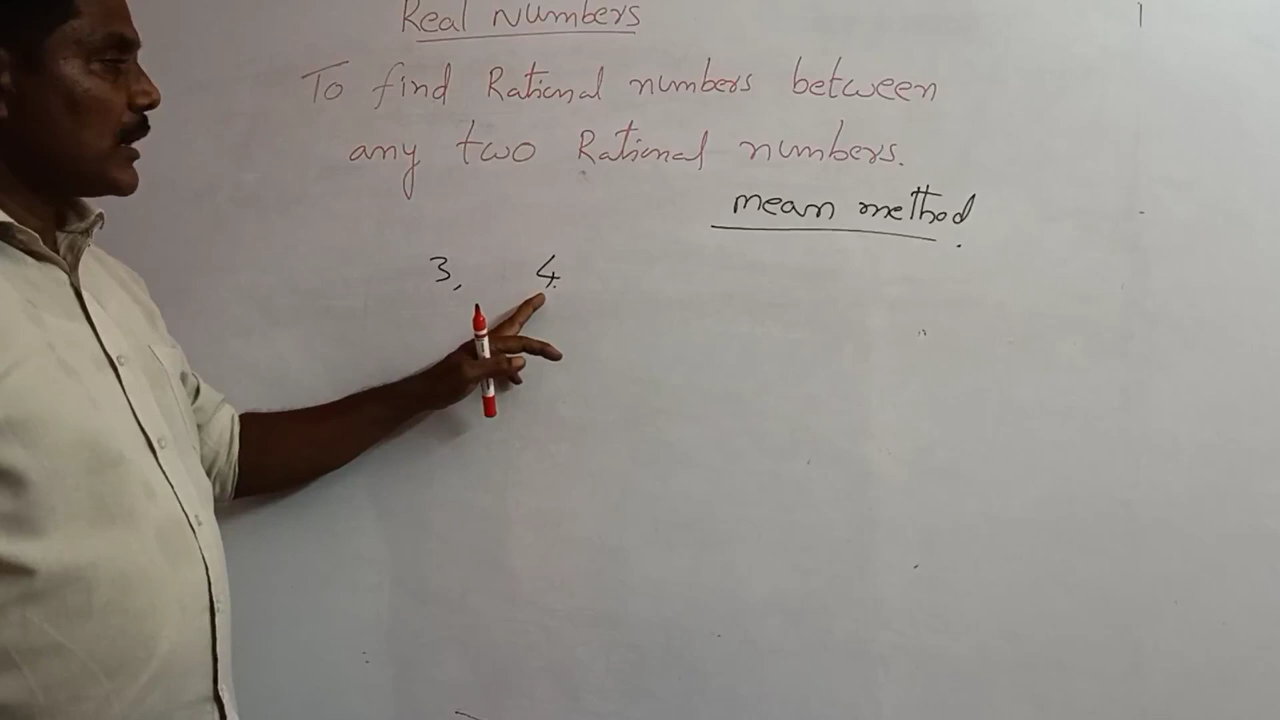 Real Numbers
To find Rational numbers between
any two Rational numbers.
mean method.
3, 4.